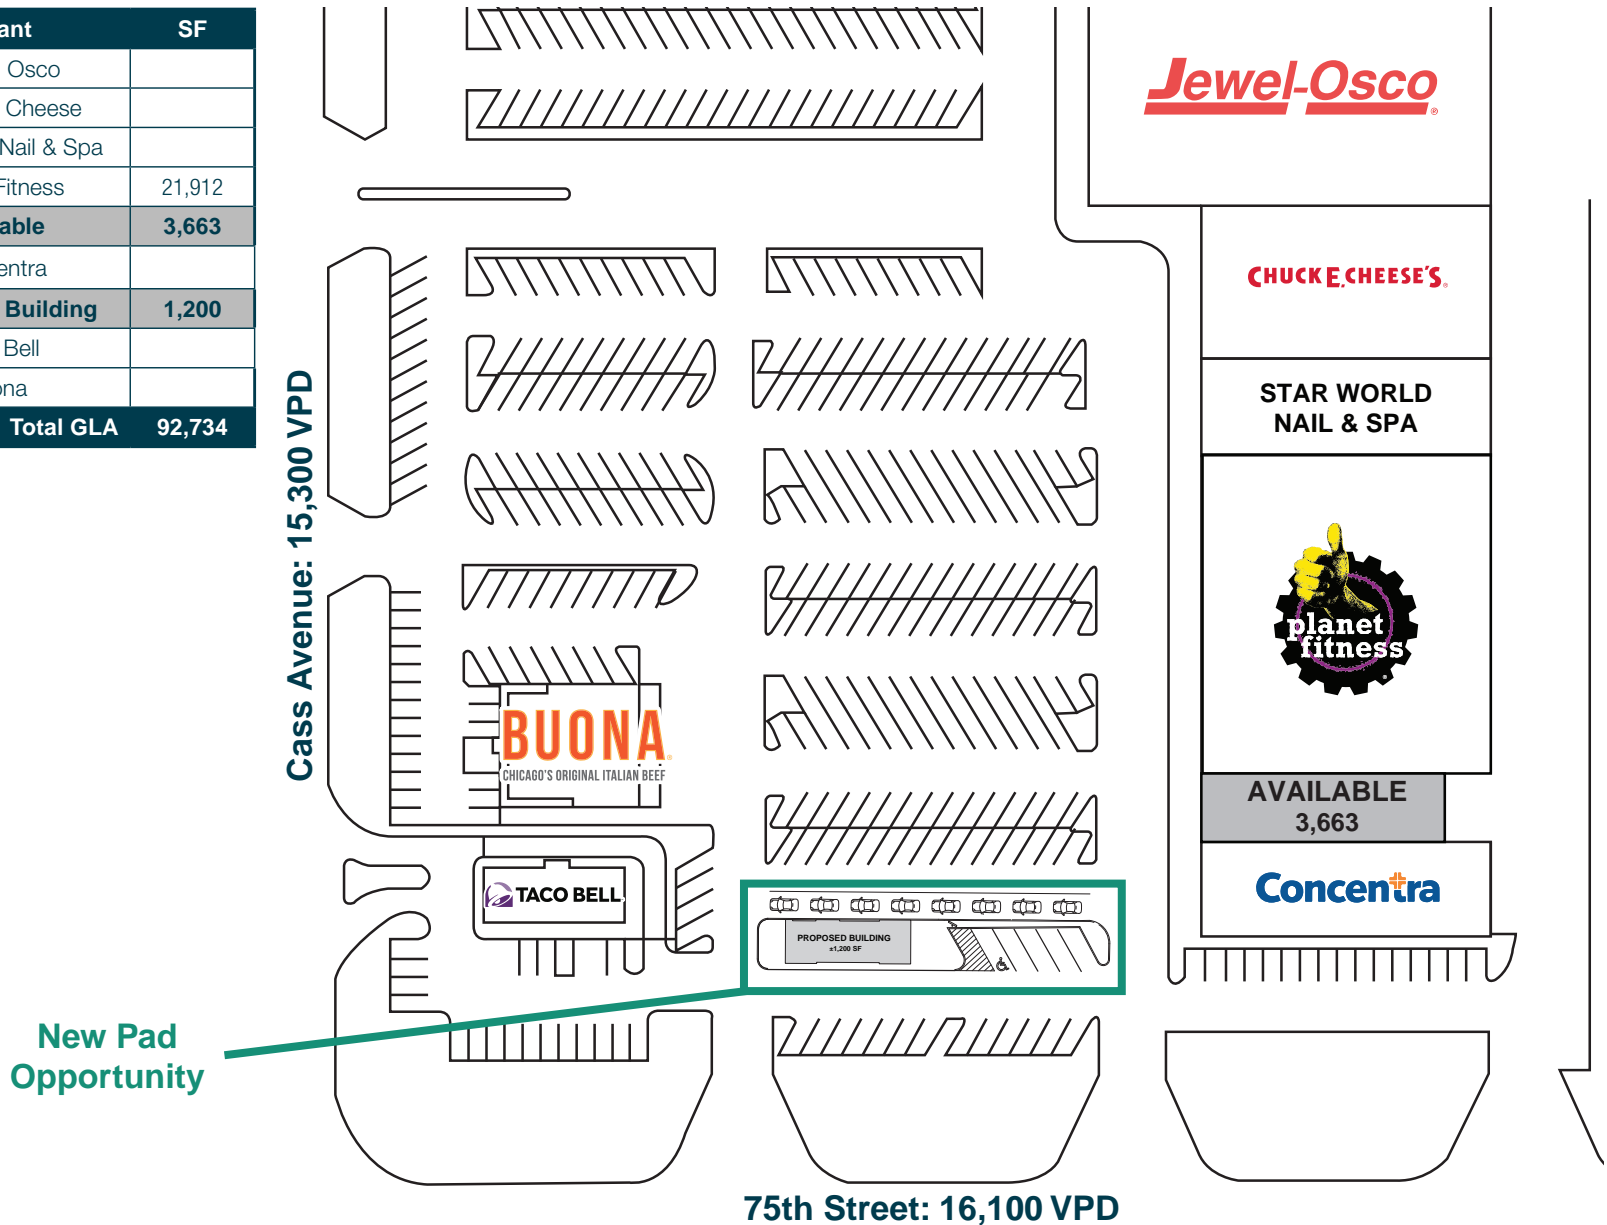 ant SF
Osco
Cheese
Nail & Spa
Fitness 21,912
able 3,663
entra
Building 1,200
Bell
ona
Total GLA 92,734
Jewel-Osco®
CHUCK E. CHEESE'S®
STAR WORLD
NAIL & SPA
planet
fitness®
AVAILABLE
3,663
Concentra
Cass Avenue: 15,300 VPD
BUONA®
CHICAGO'S ORIGINAL ITALIAN BEEF
TACO BELL
PROPOSED BUILDING
±1,200 SF
New Pad
Opportunity
75th Street: 16,100 VPD